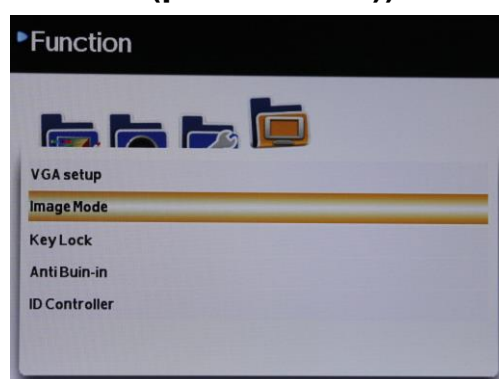 Function
VGA setup
Image Mode
Key Lock
Anti Buin-in
ID Controller